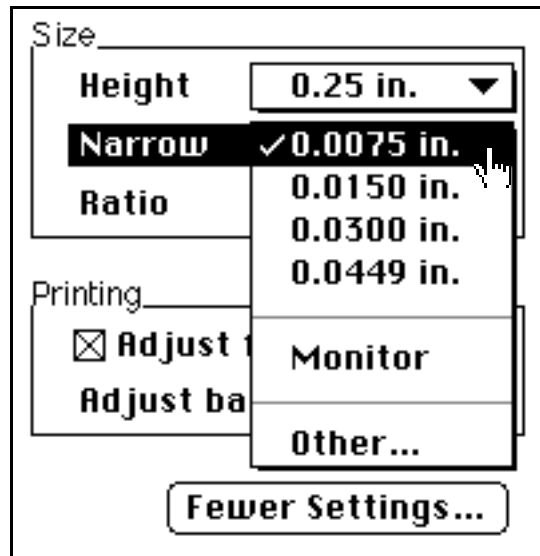 Size
Height 0.25 in.
Narrow ✓0.0075 in.
0.0150 in.
Ratio
0.0300 in.
0.0449 in.
Printing
Adjust
Monitor
Adjust
Other...
Fewer Settings...